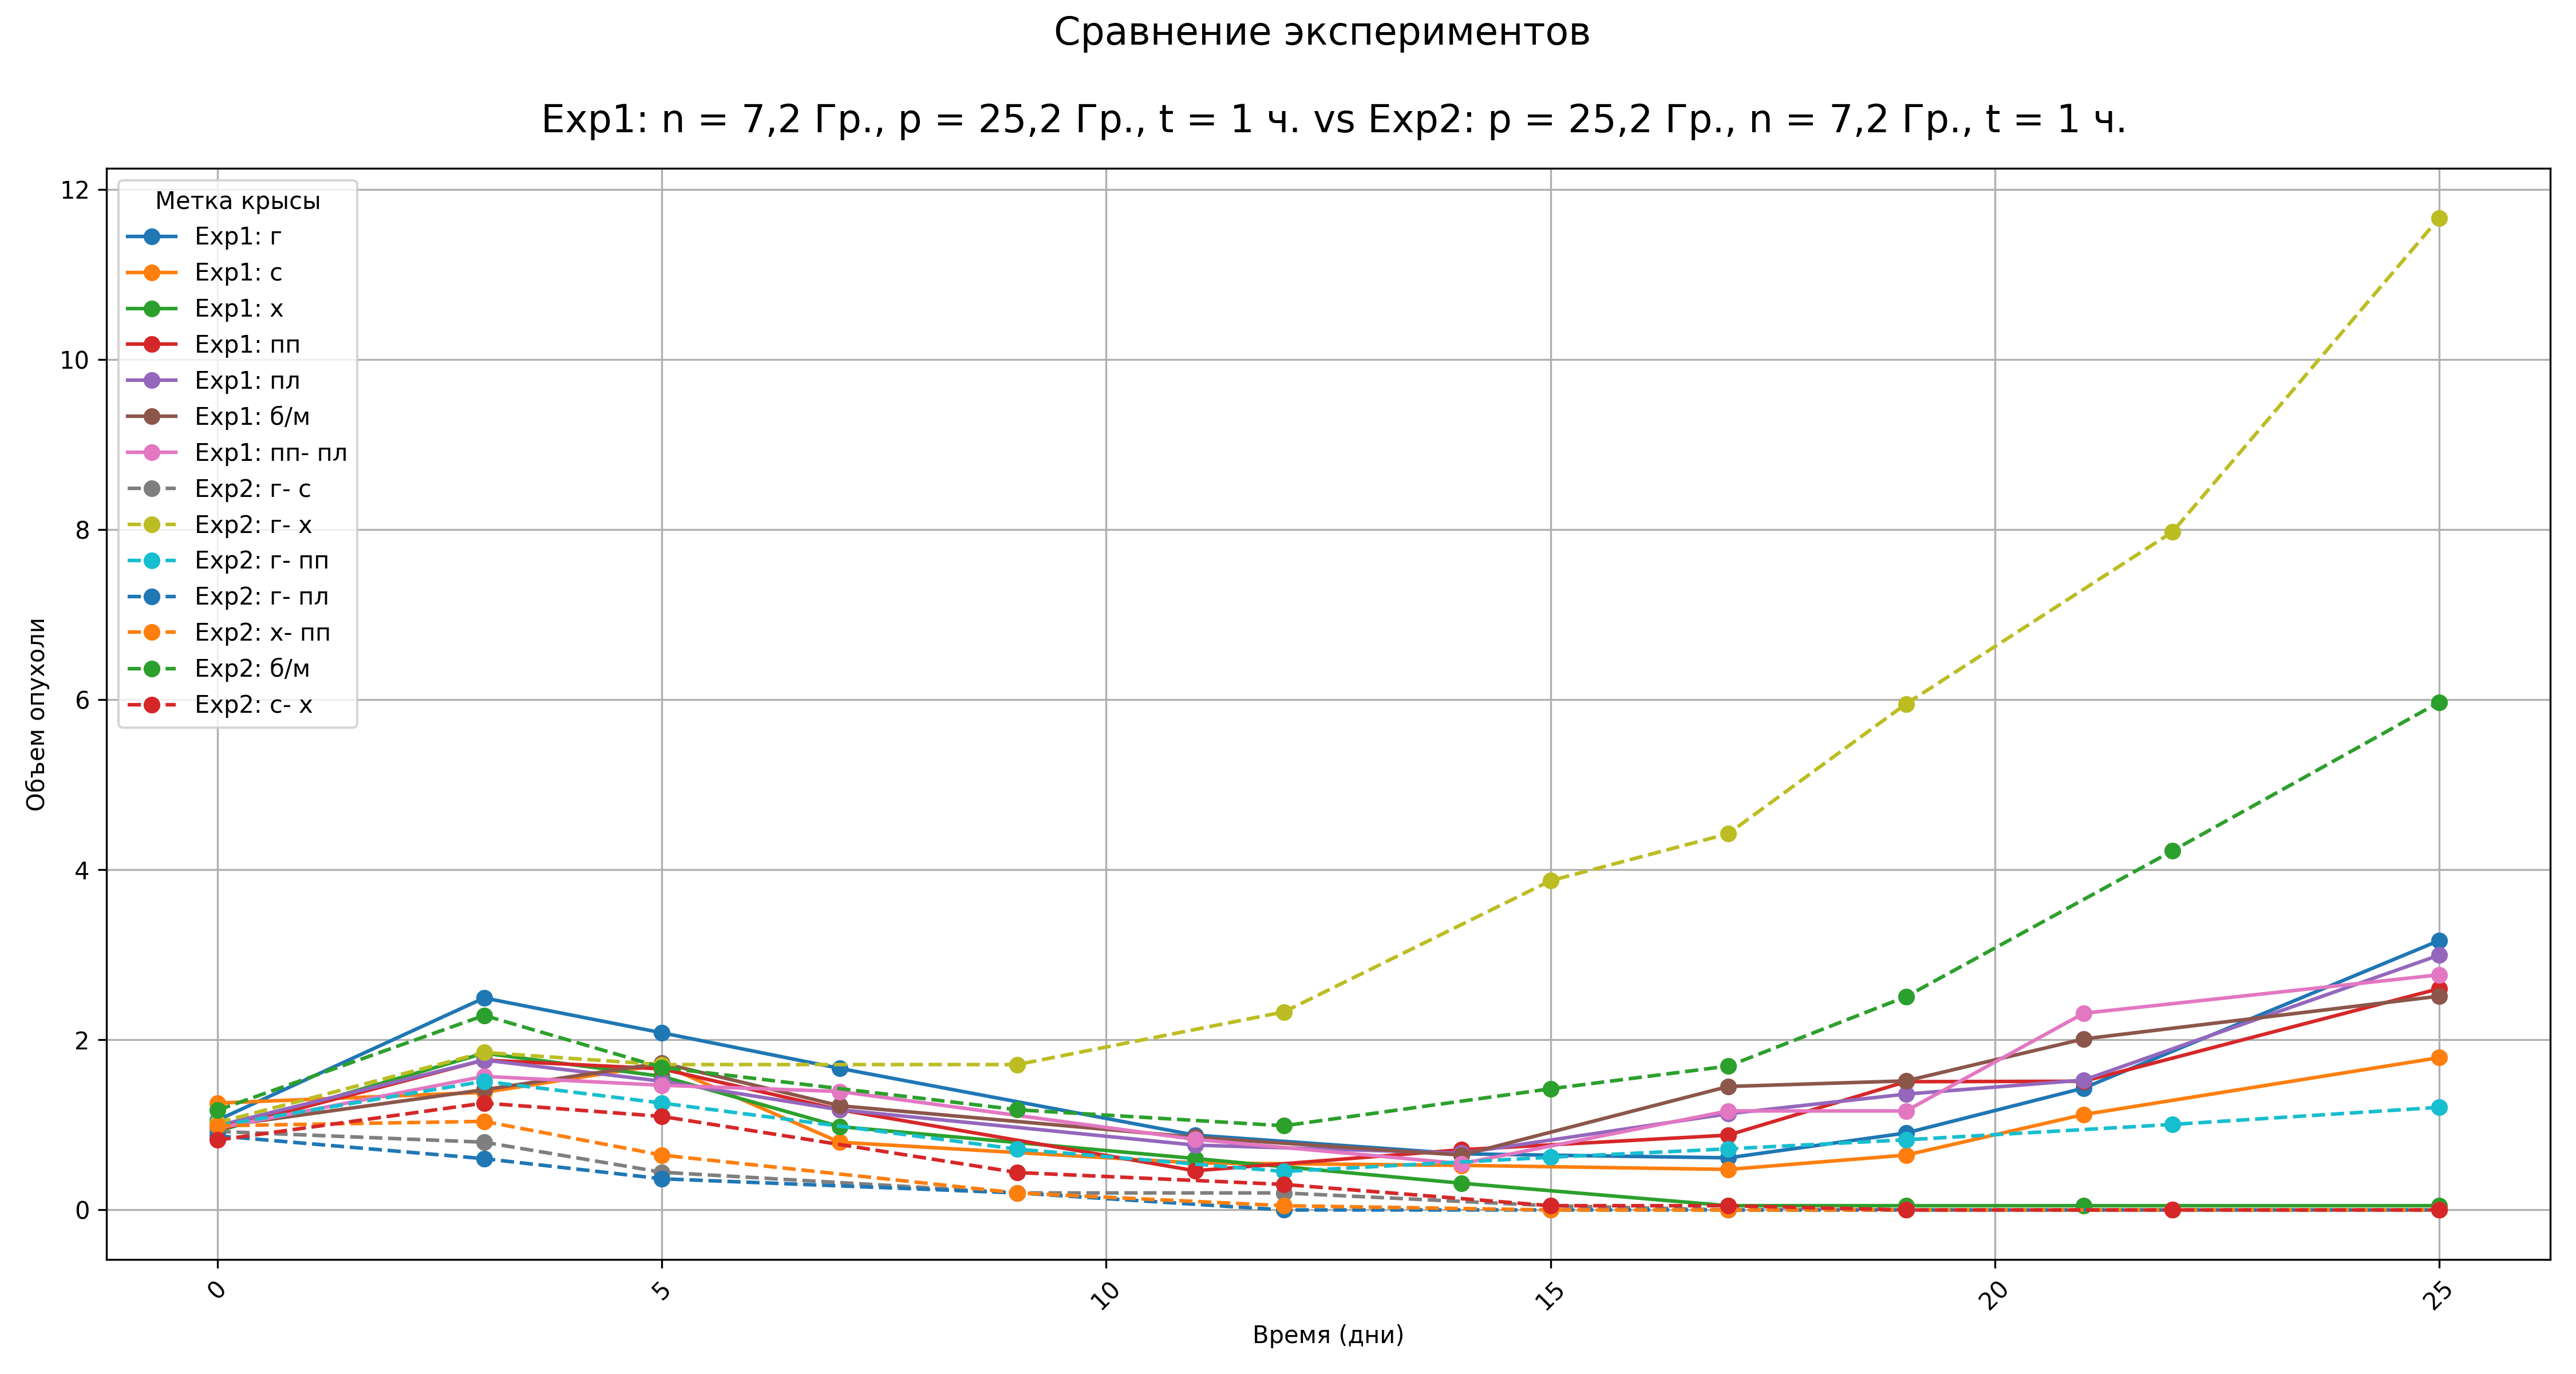 Сравнение экспериментов
Exp1: n = 7,2 Гр., p = 25,2 Гр., t = 1 ч. vs Exp2: p = 25,2 Гр., n = 7,2 Гр., t = 1 ч.
Метка крысы
Exp1: г
Exp1: с
Exp1: х
Exp1: пп
Exp1: пл
Exp1: б/м
Exp1: пп- пл
Exp2: г- с
Exp2: г- х
Exp2: г- пп
Exp2: г- пл
Exp2: х- пп
Exp2: б/м
Exp2: с- х
Объем опухоли
12
10
8
6
4
2
0
0
5
10
15
20
25
Время (дни)